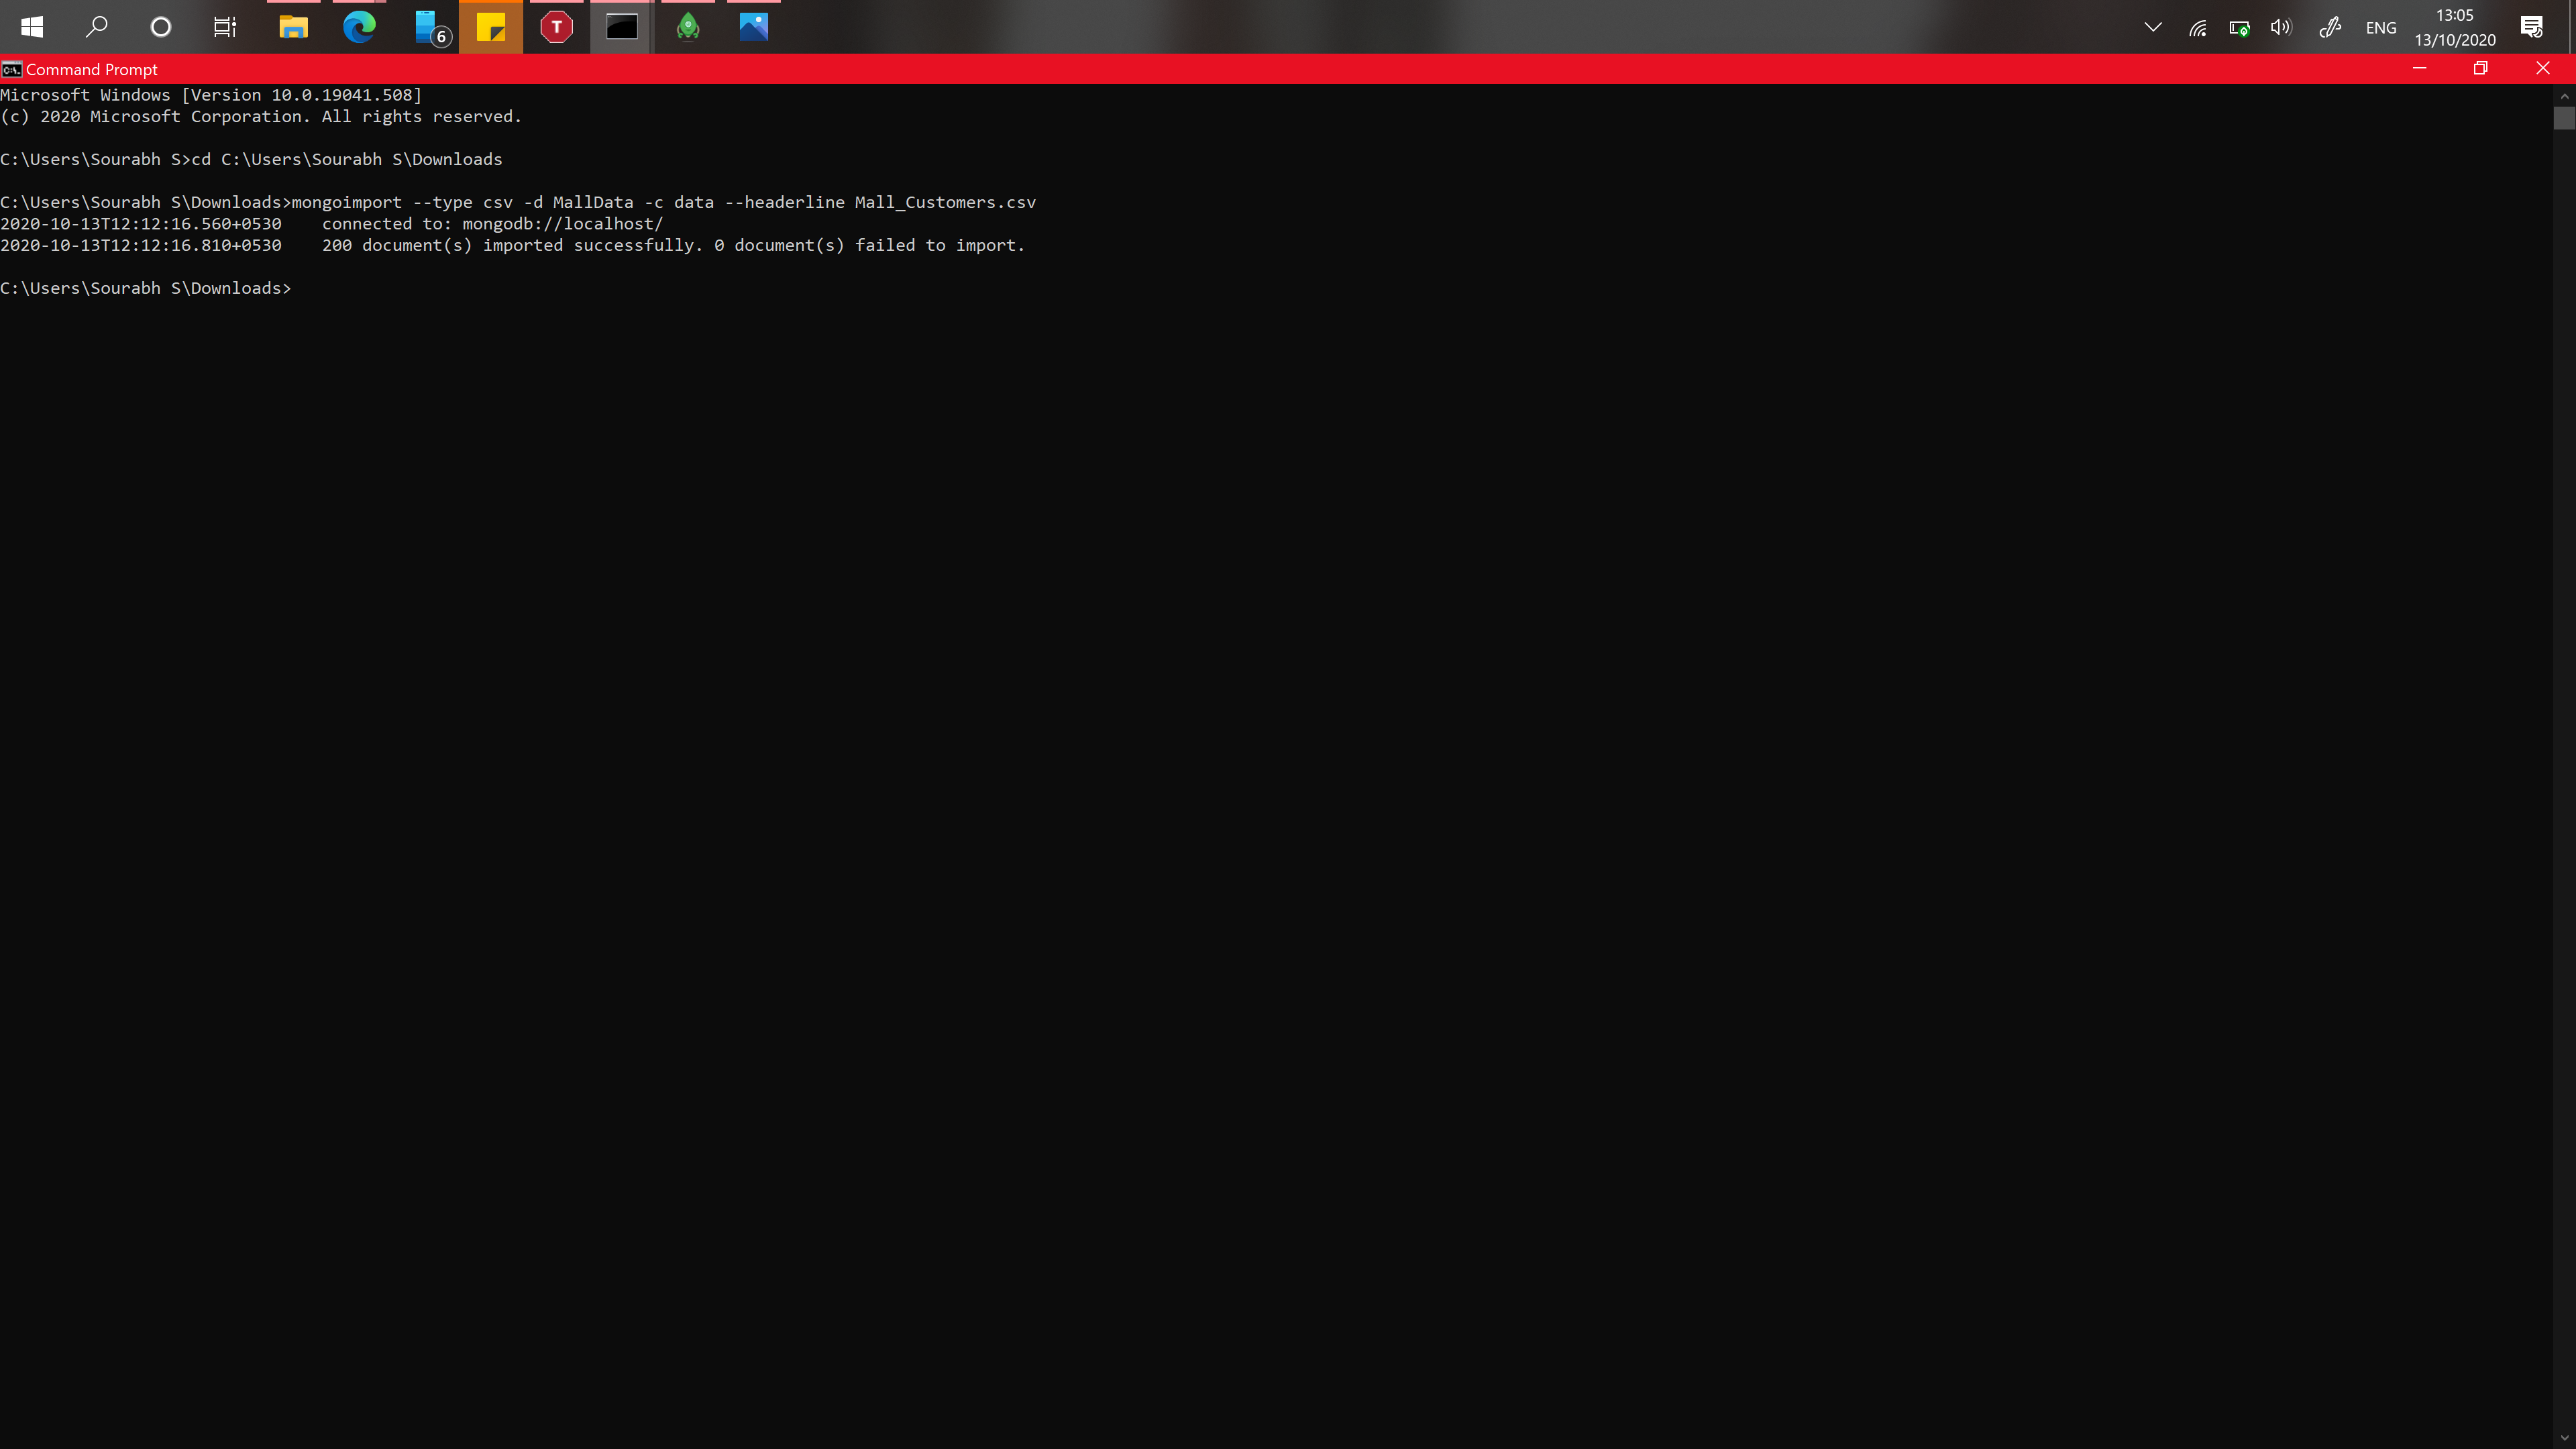 6
T
ENG
13:05
13/10/2020
C:\.
Command Prompt
Microsoft Windows [Version 10.0.19041.508]
(c) 2020 Microsoft Corporation. All rights reserved.
C:\Users\Sourabh S>cd C:\Users\Sourabh S\Downloads
C:\Users\Sourabh S\Downloads>mongoimport --type csv -d MallData -c data --headerline Mall_Customers.csv
2020-10-13T12:12:16.560+0530    connected to: mongodb://localhost/
2020-10-13T12:12:16.810+0530    200 document(s) imported successfully. 0 document(s) failed to import.
C:\Users\Sourabh S\Downloads>